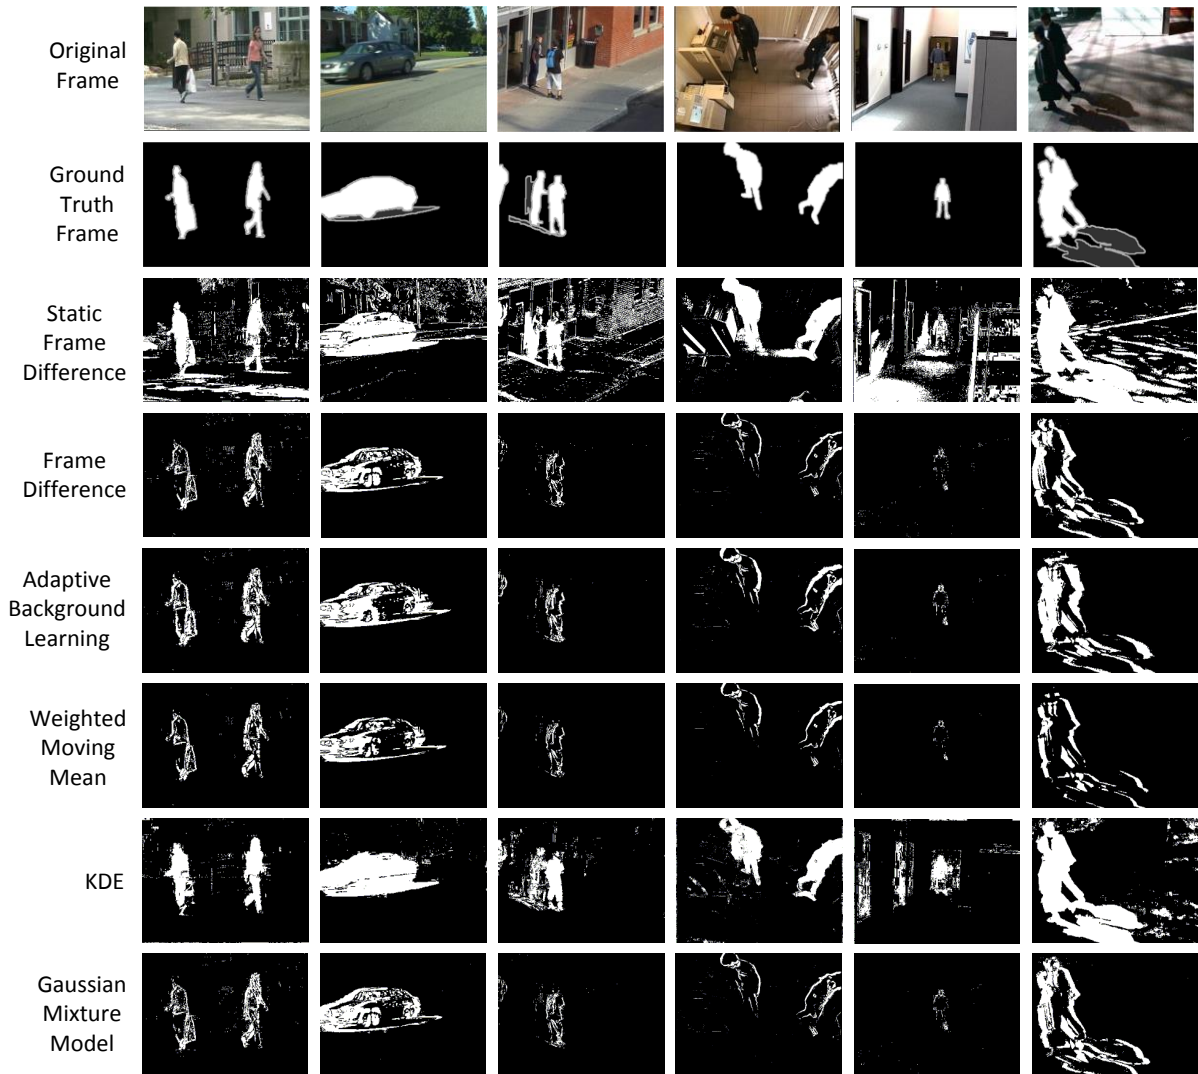 Original
Frame
Ground
Truth
Frame
Static
Frame
Difference
Frame
Difference
Adaptive
Background
Learning
Weighted
Moving
Mean
KDE
Gaussian
Mixture
Model